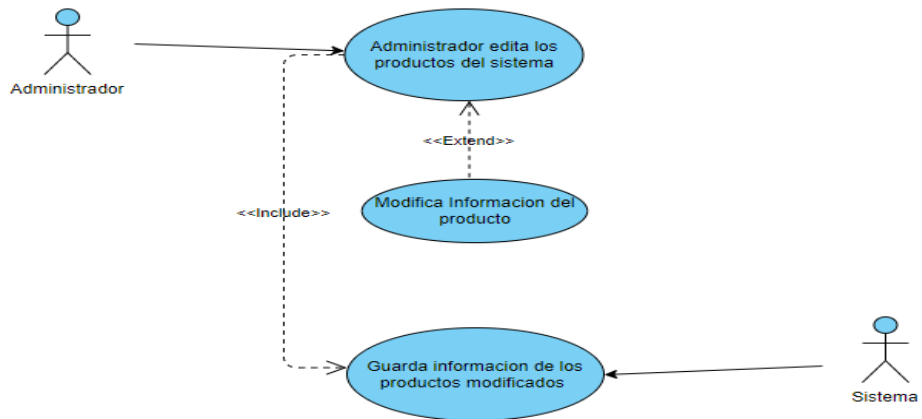 Administrador edita los
productos del sistema
Administrador
<<Extend>>
Modifica Informacion del
producto
<<Include>>
Guarda informacion de los
productos modificados
Sistema